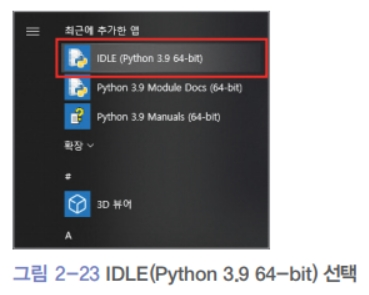 최근에 추가한 앱
IDLE (Python 3.9 64-bit)
Python 3.9 Module Docs (64-bit)
Python 3.9 Manuals (64-bit)
확장
#
3D 뷰어
A
그림 2-23 IDLE(Python 3.9 64-bit) 선택